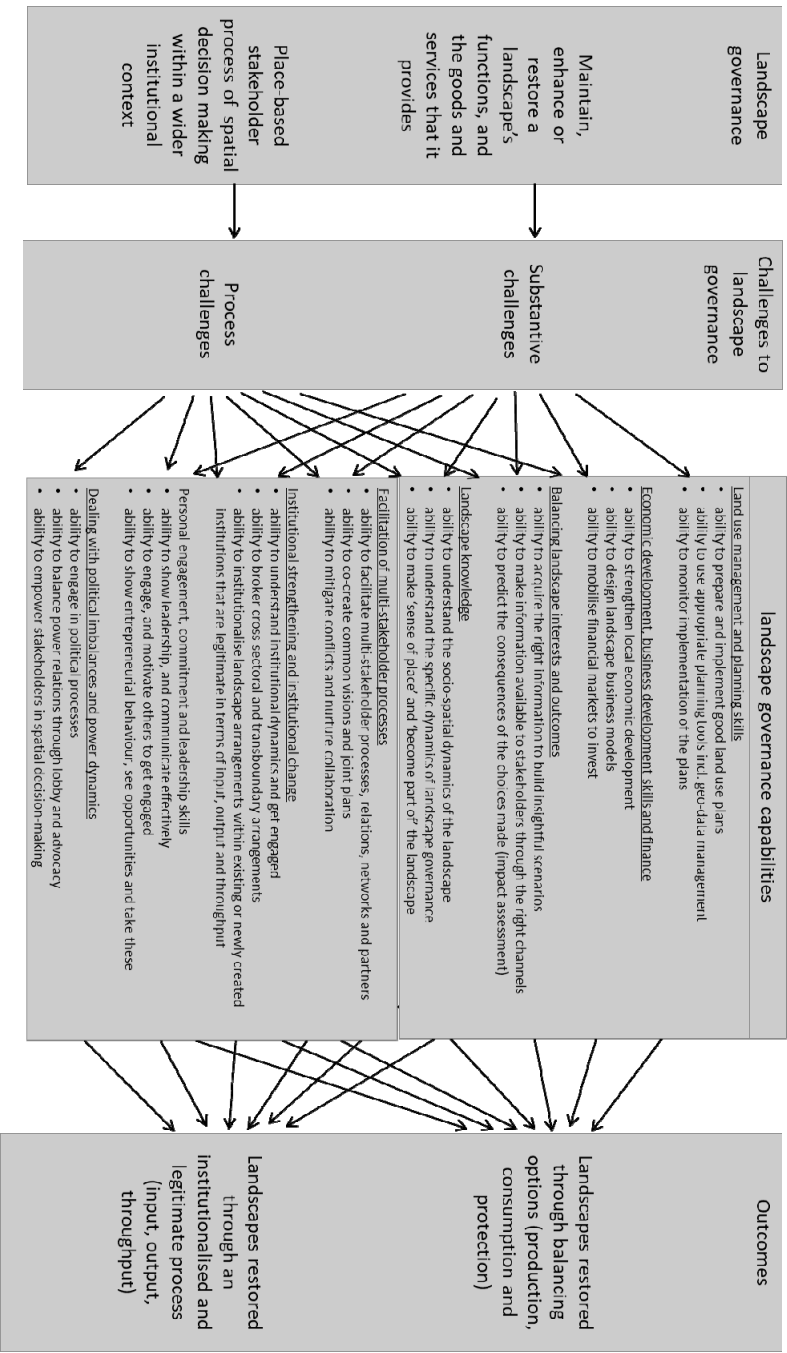 Landscape
governance
Maintain,
enhance or
restore a
landscape's
functions, and
the goods and
services that it
provides
Place-based
stakeholder
process of spatial
decision making
within a wider
institutional
context
Challenges to
landscape
governance
Substantive
challenges
Process
challenges
landscape governance capabilities
Land use management and planning skills
• ability to prepare and implement good land use plans
• ability to use appropriate planning tools incl. geo-data management
• ability to monitor implementation of the plans
Economic development, business development skills and finance
• ability to strengthen local economic development
• ability to design landscape business models
• ability to mobilise financial markets to invest
Balancing landscape interests and outcomes
• ability to acquire the right information to build insightful scenarios
• ability to make information available to stakeholders through the right channels
• ability to predict the consequences of the choices made (impact assessment)
Landscape knowledge
• ability to understand the socio-spatial dynamics of the landscape
• ability to understand the specific dynamics of landscape governance
• ability to make 'sense of place' and 'become part of' the landscape
Facilitation of multi-stakeholder processes
• ability to facilitate multi-stakeholder processes, relations, networks and partners
• ability to co-create common visions and joint plans
• ability to mitigate conflicts and nurture collaboration
Institutional strengthening and institutional change
• ability to understand institutional dynamics and get engaged
• ability to broker cross sectoral and transboundary arrangements
• ability to institutionalise landscape arrangements within existing or newly created
institutions that are legitimate in terms of input, output and throughput
Personal engagement, commitment and leadership skills
• ability to show leadership, and communicate effectively
• ability to engage, and motivate others to get engaged
• ability to show entrepreneurial behaviour, see opportunities and take these
Dealing with political imbalances and power dynamics
• ability to engage in political processes
• ability to balance power relations through lobby and advocacy
• ability to empower stakeholders in spatial decision-making
Outcomes
Landscapes restored
through balancing
options (production,
consumption and
protection)
Landscapes restored
through an
institutionalised and
legitimate process
(input, output,
throughput)